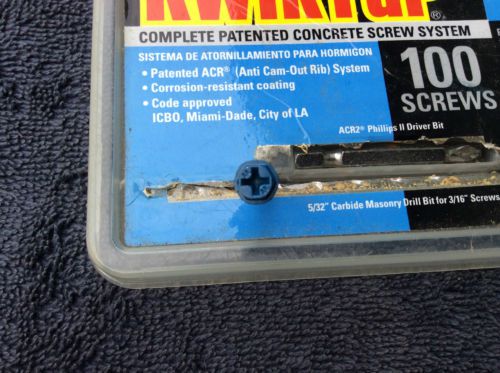 KWIKTAP®
COMPLETE PATENTED CONCRETE SCREW SYSTEM
SISTEMA DE ATORNILLAMIENTO PARA HORMIGON
• Patented ACR® (Anti Cam-Out Rib) System
• Corrosion-resistant coating
• Code approved
ICBO, Miami-Dade, City of LA
100
SCREWS
ACR2® Phillips II Driver Bit
5/32" Carbide Masonry Drill Bit for 3/16" Screws